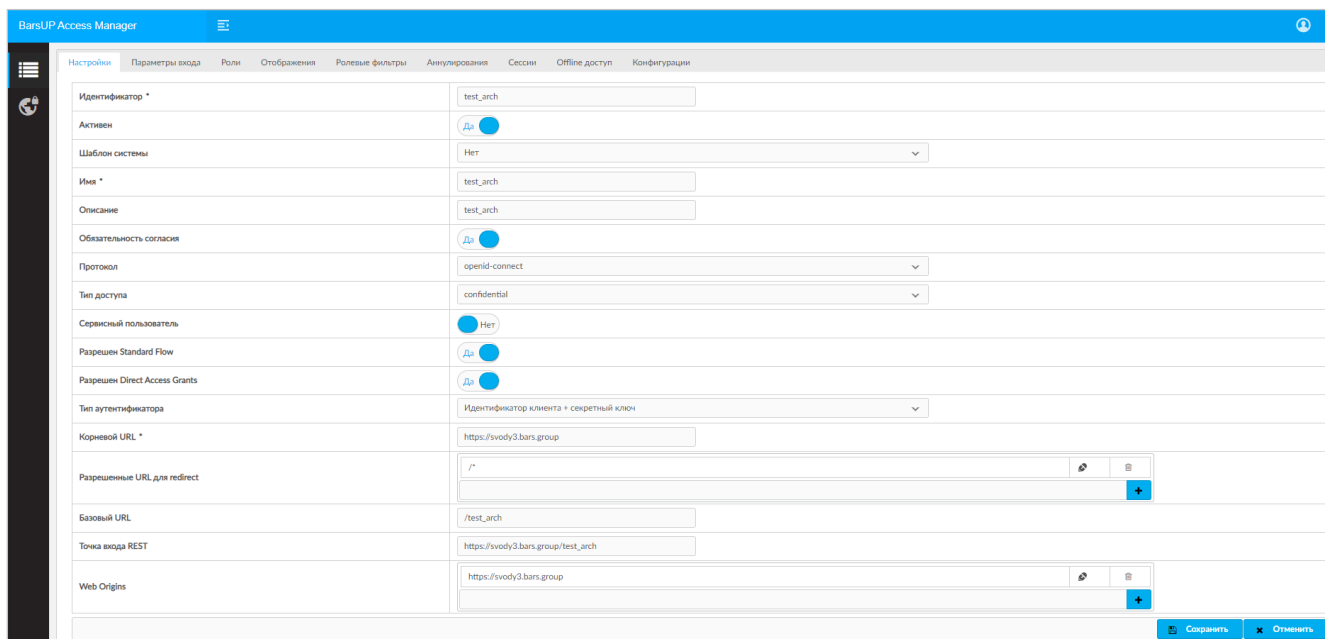 BarsUP Access Manager
Настройки Параметры входа Роли Отображения Ролевые фильтры Аннулирования Сессии Offline доступ Конфигурации
Идентификатор * test_arch
Активен Да
Шаблон системы Нет
Имя * test_arch
Описание test_arch
Обязательность согласия Да
Протокол openid-connect
Тип доступа confidential
Сервисный пользователь Нет
Разрешен Standard Flow Да
Разрешен Direct Access Grants Да
Тип аутентификатора Идентификатор клиента + секретный ключ
Корневой URL * https://svody3.bars.group
Разрешенные URL для redirect /*
Базовый URL /test_arch
Точка входа REST https://svody3.bars.group/test_arch
Web Origins https://svody3.bars.group
Сохранить Отменить